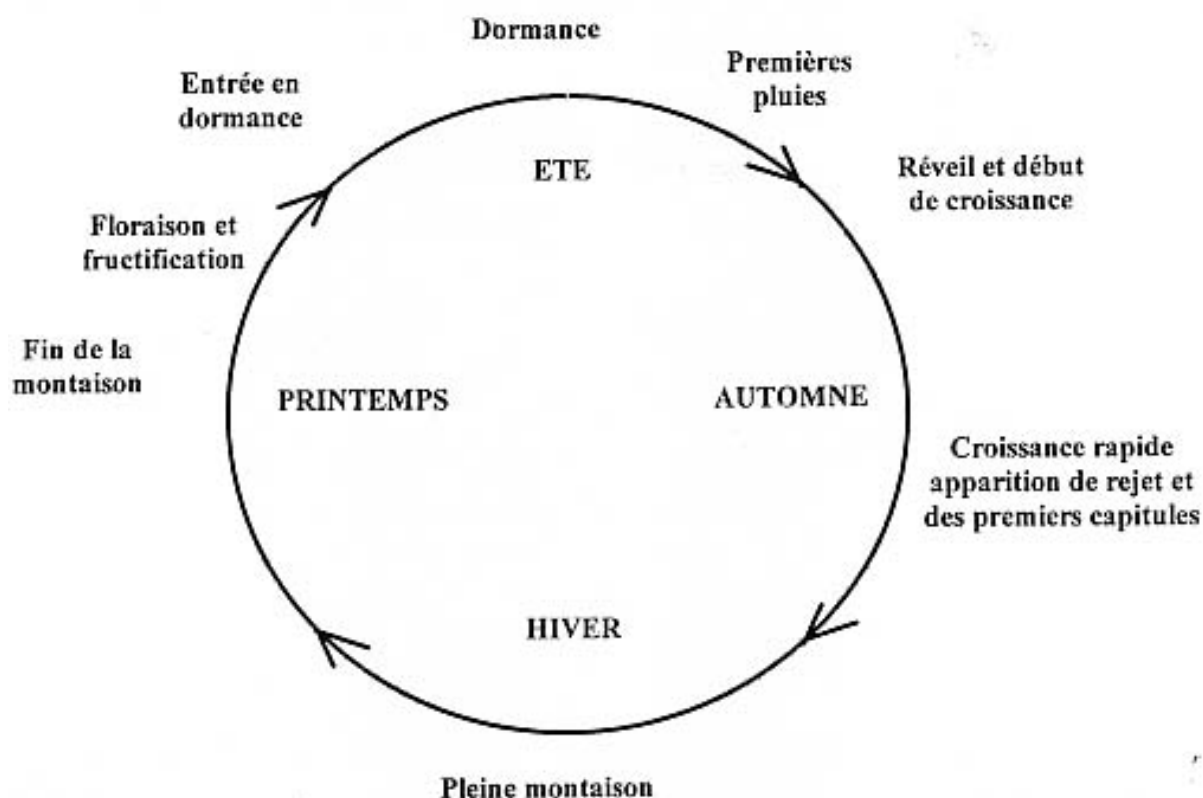 Dormance
Premières
pluies
Entrée en
dormance
ETE
Réveil et début
de croissance
Floraison et
fructification
Fin de la
montaison
PRINTEMPS
AUTOMNE
Croissance rapide
apparition de rejet et
des premiers capitules
HIVER
Pleine montaison